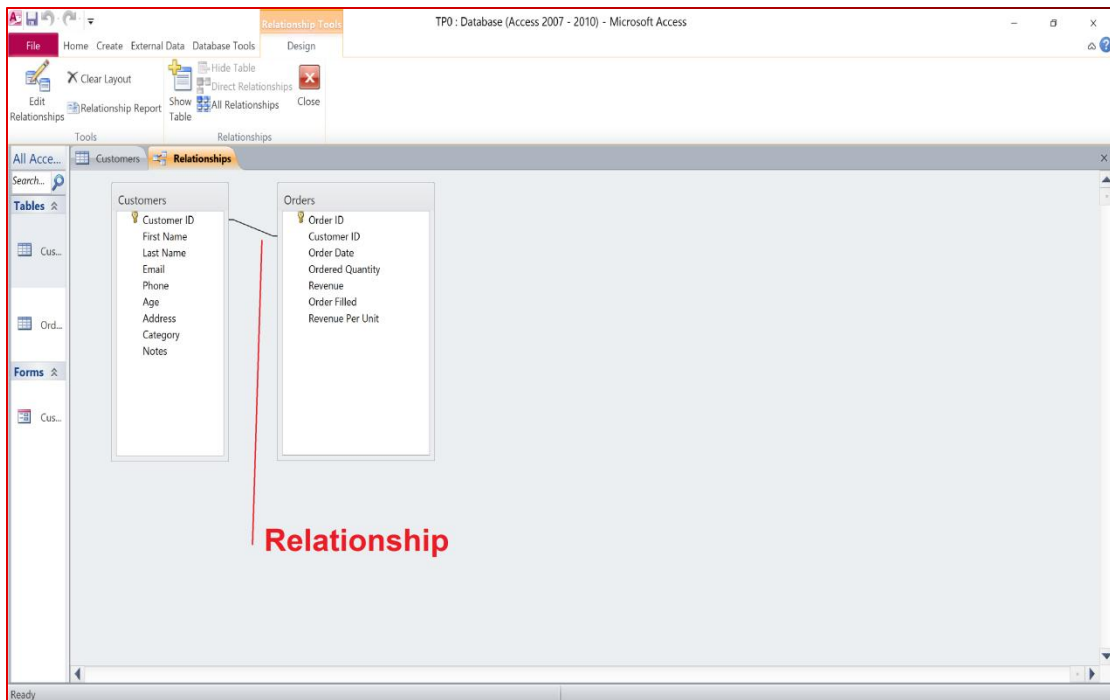 TP0 : Database (Access 2007 - 2010) - Microsoft Access
Relationship Tools
File Home Create External Data Database Tools Design
Edit Relationships
Clear Layout
Relationship Report
Tools
Show Table
Hide Table
Direct Relationships
All Relationships
Close
Relationships
All Acce...
Customers
Relationships
Search...
Tables
Cus...
Ord...
Forms
Cus...
Customers
Customer ID
First Name
Last Name
Email
Phone
Age
Address
Category
Notes
Orders
Order ID
Customer ID
Order Date
Ordered Quantity
Revenue
Order Filled
Revenue Per Unit
Relationship
Ready